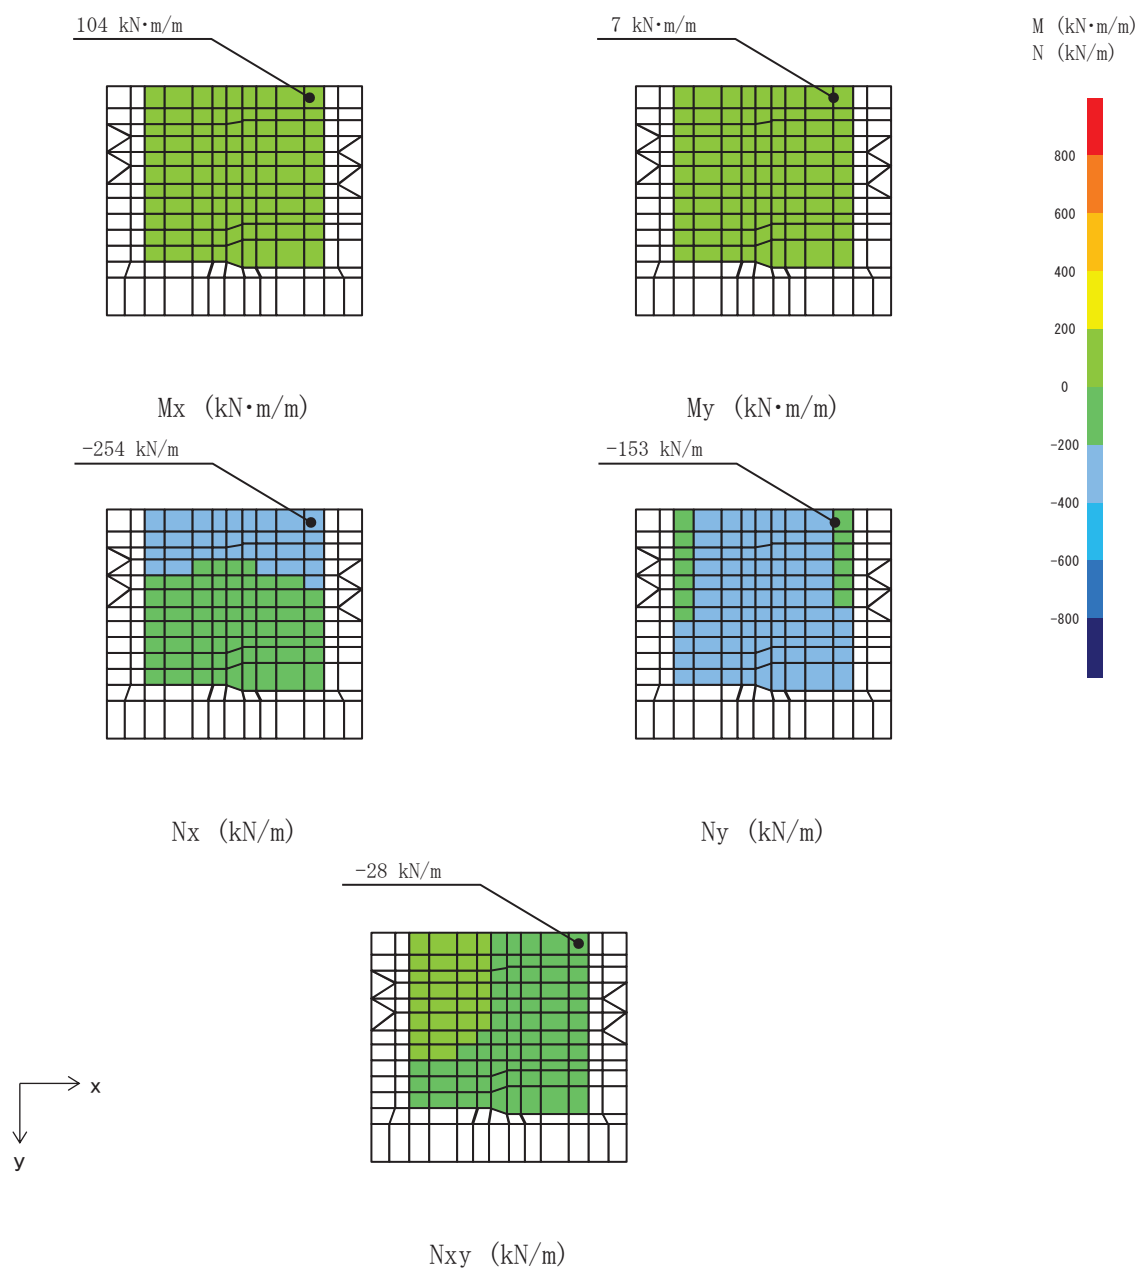 104 kN·m/m
7 kN·m/m
M (kN·m/m)
N (kN/m)
800
600
400
200
0
-200
-400
-600
-800
Mx (kN·m/m)
My (kN·m/m)
-254 kN/m
-153 kN/m
Nx (kN/m)
Ny (kN/m)
-28 kN/m
x
y
Nxy (kN/m)